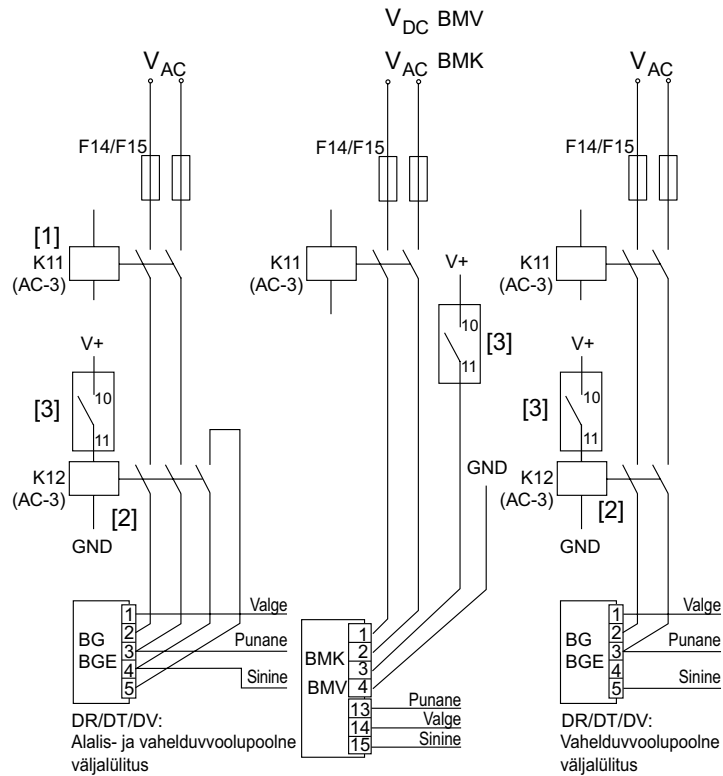 V AC
F14/F15
[1]
K11
(AC-3)
V+
[3]
10
11
K12
(AC-3)
[2]
GND
BG
BGE
1
2
3
4
5
Valge
Punane
Sinine
DR/DT/DV:
Alalis- ja vahelduvvoolupoolne
väljalülitus
V DC BMV
V AC BMK
F14/F15
K11
(AC-3)
V+
10
11
[3]
GND
BMK
BMV
1
2
3
4
13
14
15
Punane
Valge
Sinine
V AC
F14/F15
K11
(AC-3)
V+
[3]
10
11
K12
(AC-3)
[2]
GND
BG
BGE
1
2
3
4
5
Valge
Punane
Sinine
DR/DT/DV:
Vahelduvvoolupoolne
väljalülitus